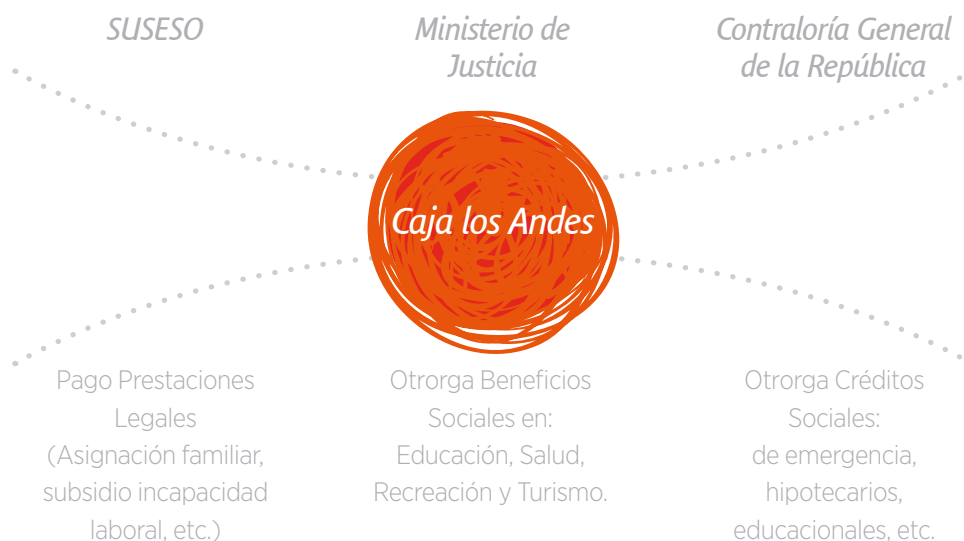 SUSESO
Ministerio de
Justicia
Contraloría General
de la República
Caja los Andes
Pago Prestaciones
Legales
(Asignación familiar,
subsidio incapacidad
laboral, etc.)
Otrorga Beneficios
Sociales en:
Educación, Salud,
Recreación y Turismo.
Otrorga Créditos
Sociales:
de emergencia,
hipotecarios,
educacionales, etc.